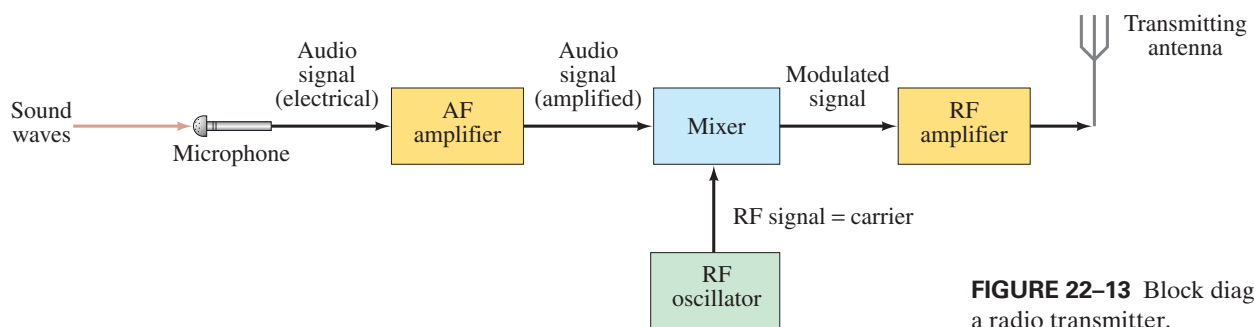 Sound
waves
Microphone
Audio
signal
(electrical)
AF
amplifier
Audio
signal
(amplified)
Mixer
RF signal = carrier
RF
oscillator
Modulated
signal
RF
amplifier
Transmitting
antenna
FIGURE 22–13 Block diag
a radio transmitter.